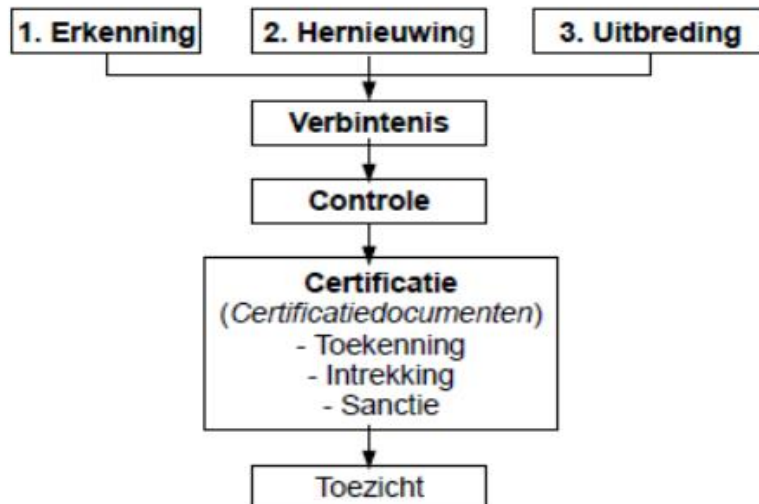 1. Erkenning
2. Hernieuwing
3. Uitbreding
Verbintenis
Controle
Certificatie
(Certificatiedocumenten)
- Toekenning
- Intrekking
- Sanctie
Toezicht